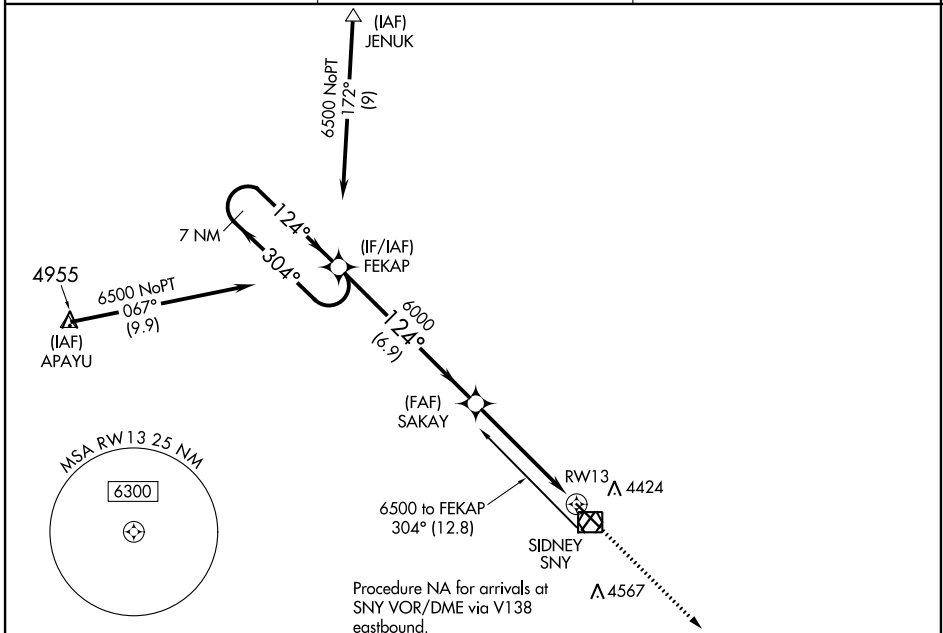 (IAF)
JENUK
6500 NoPT
172°
(9)
124°
7 NM
304°
(IF/IAF)
FEKAP
4955
6500 NoPT
067°
(9.9)
(IAF)
APAYU
6000
124°
(6.9)
(FAF)
SAKAY
MSA RW13 25 NM
6300
RW13
4424
6500 to FEKAP
304° (12.8)
SIDNEY
SNY
4567
Procedure NA for arrivals at
SNY VOR/DME via V138
eastbound.